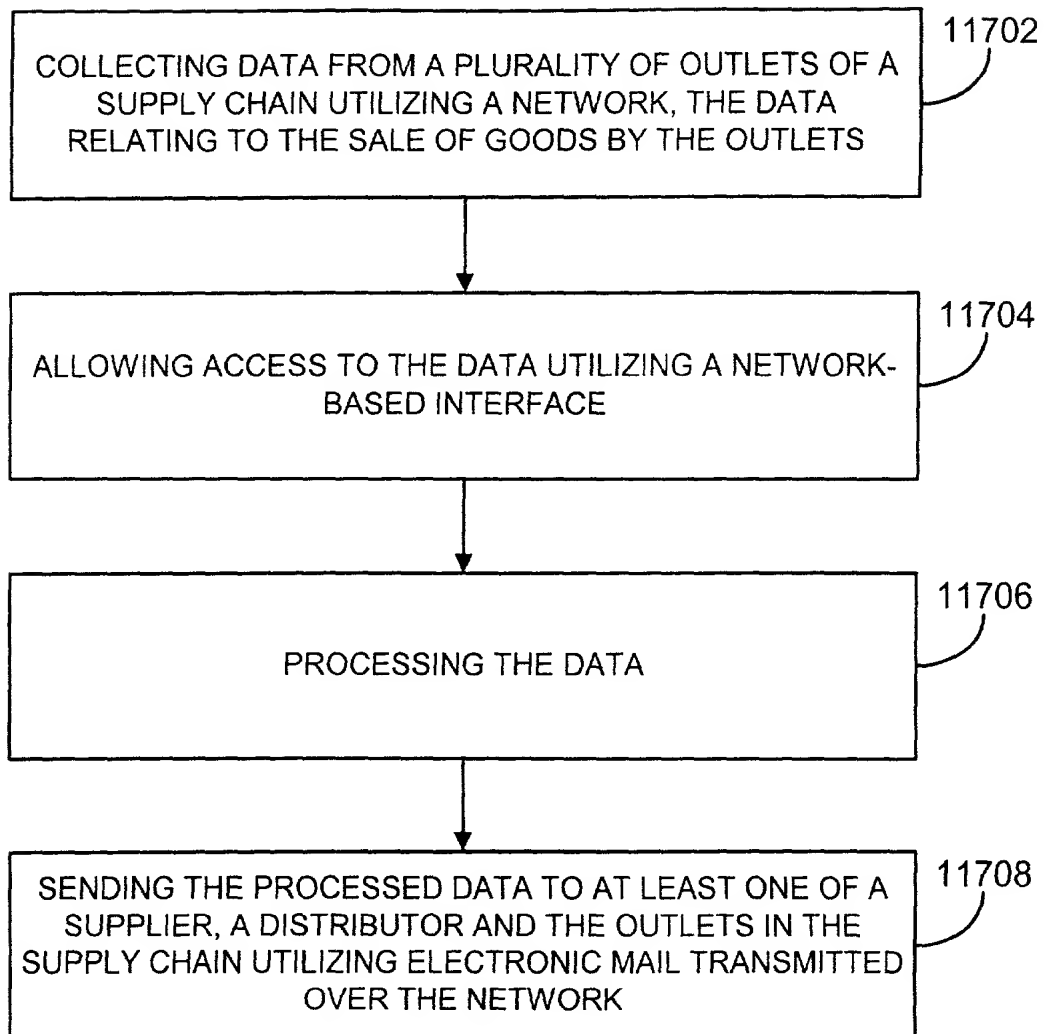 11702
COLLECTING DATA FROM A PLURALITY OF OUTLETS OF A
SUPPLY CHAIN UTILIZING A NETWORK, THE DATA
RELATING TO THE SALE OF GOODS BY THE OUTLETS
11704
ALLOWING ACCESS TO THE DATA UTILIZING A NETWORK-
BASED INTERFACE
11706
PROCESSING THE DATA
11708
SENDING THE PROCESSED DATA TO AT LEAST ONE OF A
SUPPLIER, A DISTRIBUTOR AND THE OUTLETS IN THE
SUPPLY CHAIN UTILIZING ELECTRONIC MAIL TRANSMITTED
OVER THE NETWORK